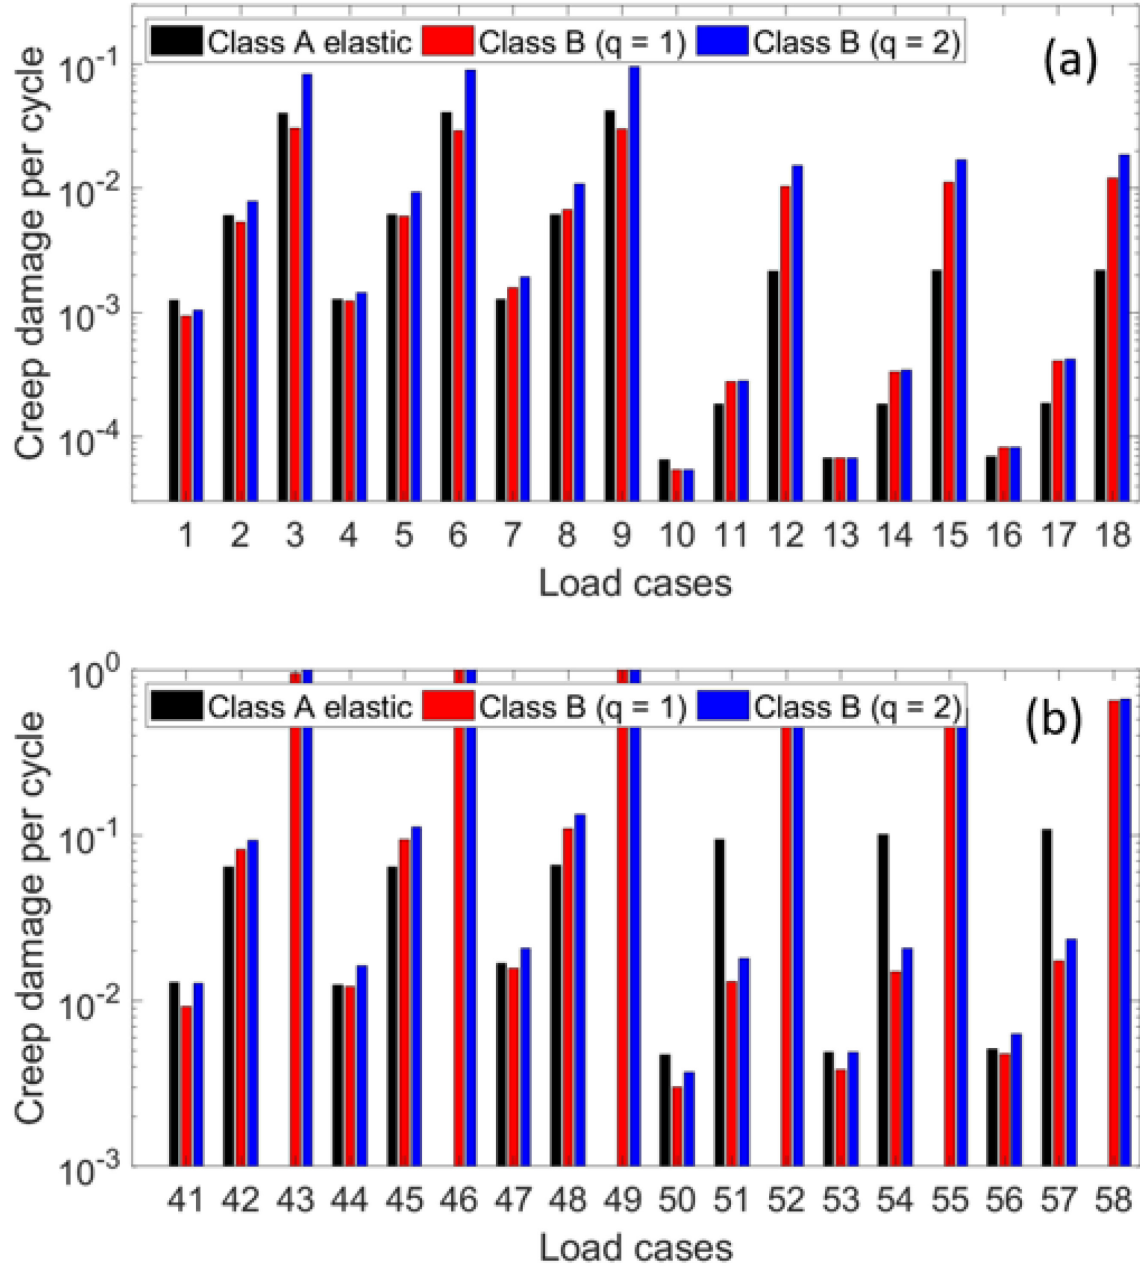 Class A elastic Class B (q = 1) Class B (q = 2)
(a)
Creep damage per cycle
10-1
10-2
10-3
10-4
1 2 3 4 5 6 7 8 9 10 11 12 13 14 15 16 17 18
Load cases
Class A elastic Class B (q = 1) Class B (q = 2)
(b)
Creep damage per cycle
100
10-1
10-2
10-3
41 42 43 44 45 46 47 48 49 50 51 52 53 54 55 56 57 58
Load cases